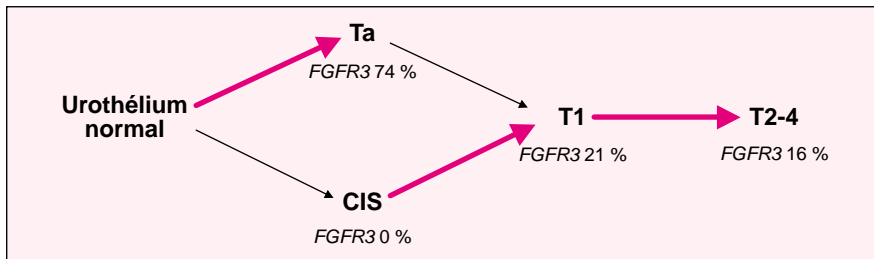 Ta
FGFR3 74 %
Urothélium
normal
T1
T2-4
FGFR3 21 %
FGFR3 16 %
CIS
FGFR3 0 %